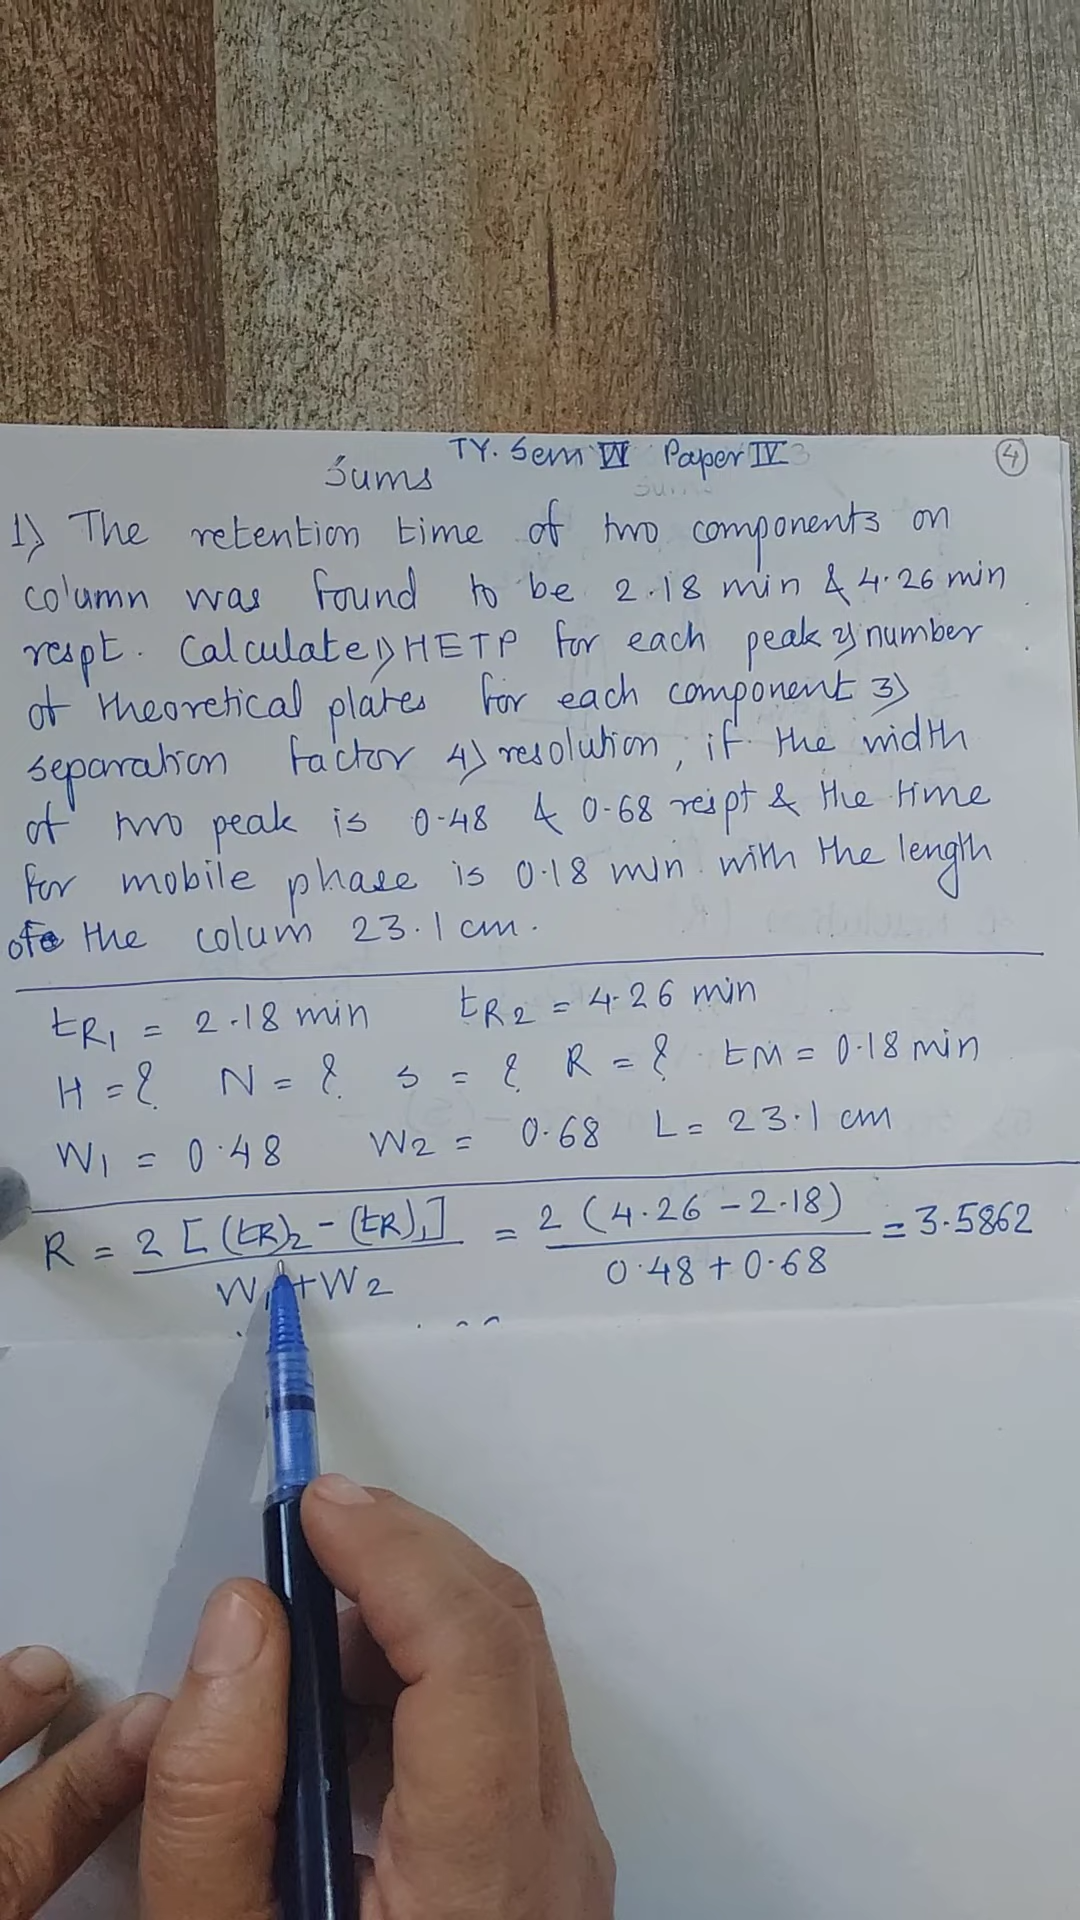 TY. Sem VI Paper IV
4
Sums
1) The retention time of two components on
column was found to be 2.18 min & 4.26 min
respt. Calculate 1) HETP for each peak 2) number
of theoretical plates for each component 3)
separation factor 4) resolution, if the width
of two peak is 0.48 & 0.68 respt & the time
for mobile phase is 0.18 min with the length
of the colum 23.1 cm.
tR1 = 2.18 min tR2 = 4.26 min
H = ? N = ? S = ? R = ? tM = 0.18 min
W1 = 0.48 W2 = 0.68 L = 23.1 cm
R = 2 [(tR)2 - (tR)1] / W1 + W2 = 2 (4.26 - 2.18) / 0.48 + 0.68 = 3.5862